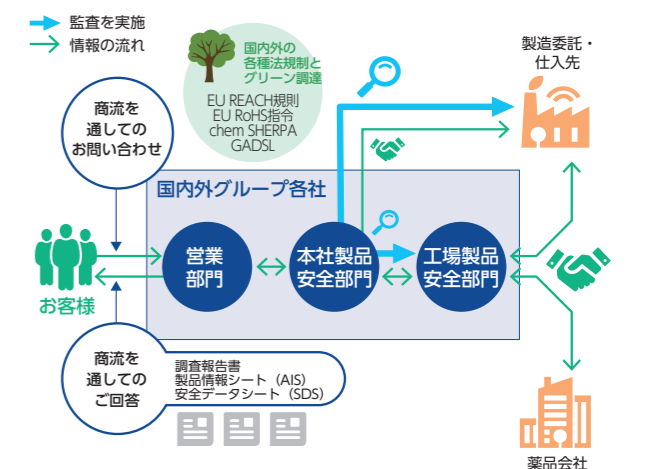 監査を実施
情報の流れ
国内外の
各種法規制と
グリーン調達
EU REACH規則
EU RoHS指令
chem SHERPA
GADSL
製造委託・
仕入先
商流を
通しての
お問い合わせ
国内外グループ各社
営業
部門
本社製品
安全部門
工場製品
安全部門
お客様
商流を
通しての
ご回答
調査報告書
製品情報シート（AIS）
安全データシート（SDS）
薬品会社